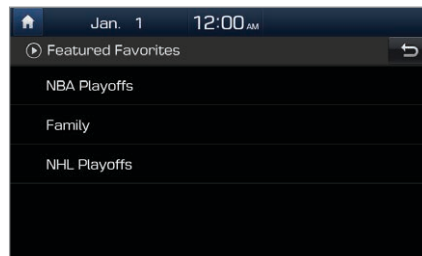 Jan. 1 12:00 AM
Featured Favorites
NBA Playoffs
Family
NHL Playoffs